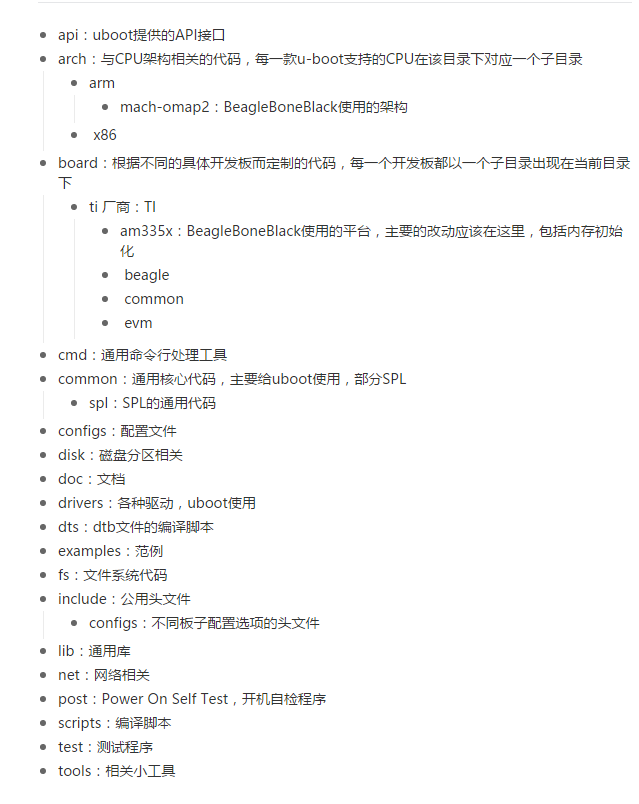 api：uboot提供的API接口
arch：与CPU架构相关的代码，每一款u-boot支持的CPU在该目录下对应一个子目录
arm
mach-omap2：BeagleBoneBlack使用的架构
x86
board：根据不同的具体开发板而定制的代码，每一个开发板都以一个子目录出现在当前目录
下
ti 厂商：TI
am335x：BeagleBoneBlack使用的平台，主要的改动应该在这里，包括内存初始
化
beagle
common
evm
cmd：通用命令行处理工具
common：通用核心代码，主要给uboot使用，部分SPL
spl：SPL的通用代码
configs：配置文件
disk：磁盘分区相关
doc：文档
drivers：各种驱动，uboot使用
dts：dtb文件的编译脚本
examples：范例
fs：文件系统代码
include：公用头文件
configs：不同板子配置选项的头文件
lib：通用库
net：网络相关
post：Power On Self Test，开机自检程序
scripts：编译脚本
test：测试程序
tools：相关小工具